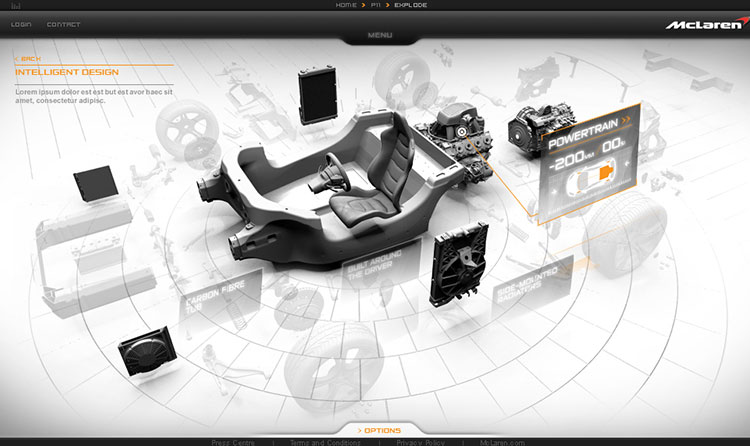 HOME > P11 > EXPLODE
LOGIN CONTACT
MENU
McLaren
< BACK
INTELLIGENT DESIGN
Lorem ipsum dolor est est but est avor baec sit
amet, consectetur adipisc.
POWERTRAIN >>
-200MM 00
BUILT AROUND
THE DRIVER
CARBON FIBRE
TUB
SIDE-MOUNTED
RADIATORS
> OPTIONS
Press Centre | Terms and Conditions | Privacy Policy | McLaren.com